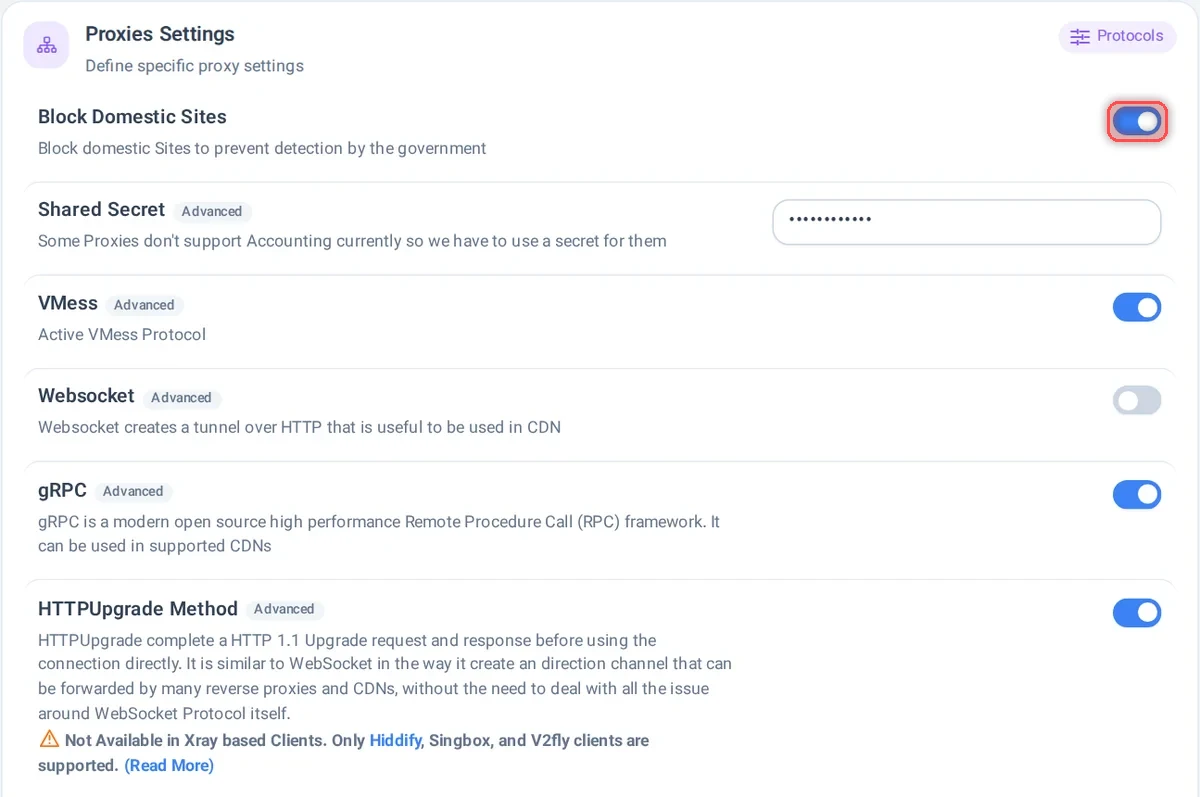 Proxies Settings
Protocols
Define specific proxy settings
Block Domestic Sites
Block domestic Sites to prevent detection by the government
Shared Secret Advanced
••••••••••••
Some Proxies don't support Accounting currently so we have to use a secret for them
VMess Advanced
Active VMess Protocol
Websocket Advanced
Websocket creates a tunnel over HTTP that is useful to be used in CDN
gRPC Advanced
gRPC is a modern open source high performance Remote Procedure Call (RPC) framework. It
can be used in supported CDNs
HTTPUpgrade Method Advanced
HTTPUpgrade complete a HTTP 1.1 Upgrade request and response before using the
connection directly. It is similar to WebSocket in the way it create an direction channel that can
be forwarded by many reverse proxies and CDNs, without the need to deal with all the issue
around WebSocket Protocol itself.
⚠ Not Available in Xray based Clients. Only Hiddify, Singbox, and V2fly clients are
supported. (Read More)